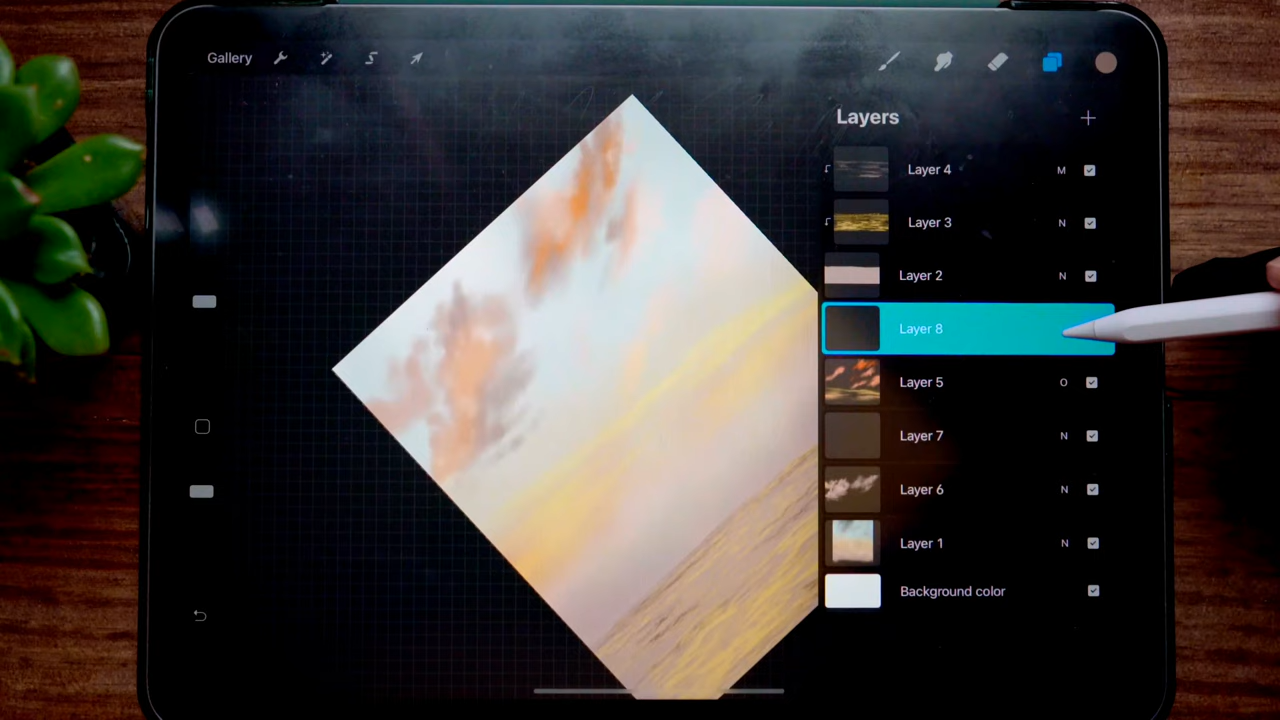 Gallery
Layers
Layer 4 M
Layer 3 N
Layer 2 N
Layer 8
Layer 5 O
Layer 7 N
Layer 6 N
Layer 1 N
Background color